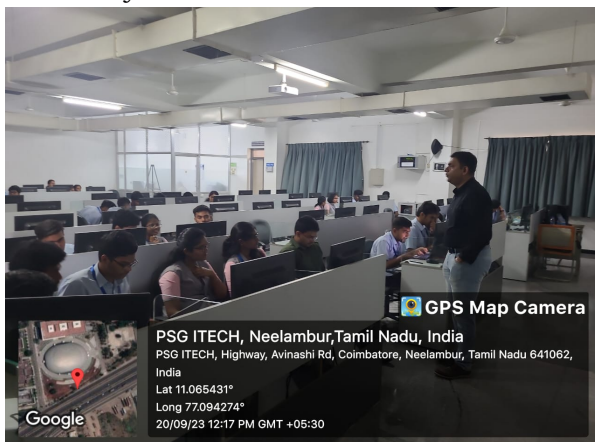 GPS Map Camera
PSG ITECH, Neelambur,Tamil Nadu, India
PSG ITECH, Highway, Avinashi Rd, Coimbatore, Neelambur, Tamil Nadu 641062,
India
Lat 11.065431°
Long 77.094274°
20/09/23 12:17 PM GMT +05:30
Google